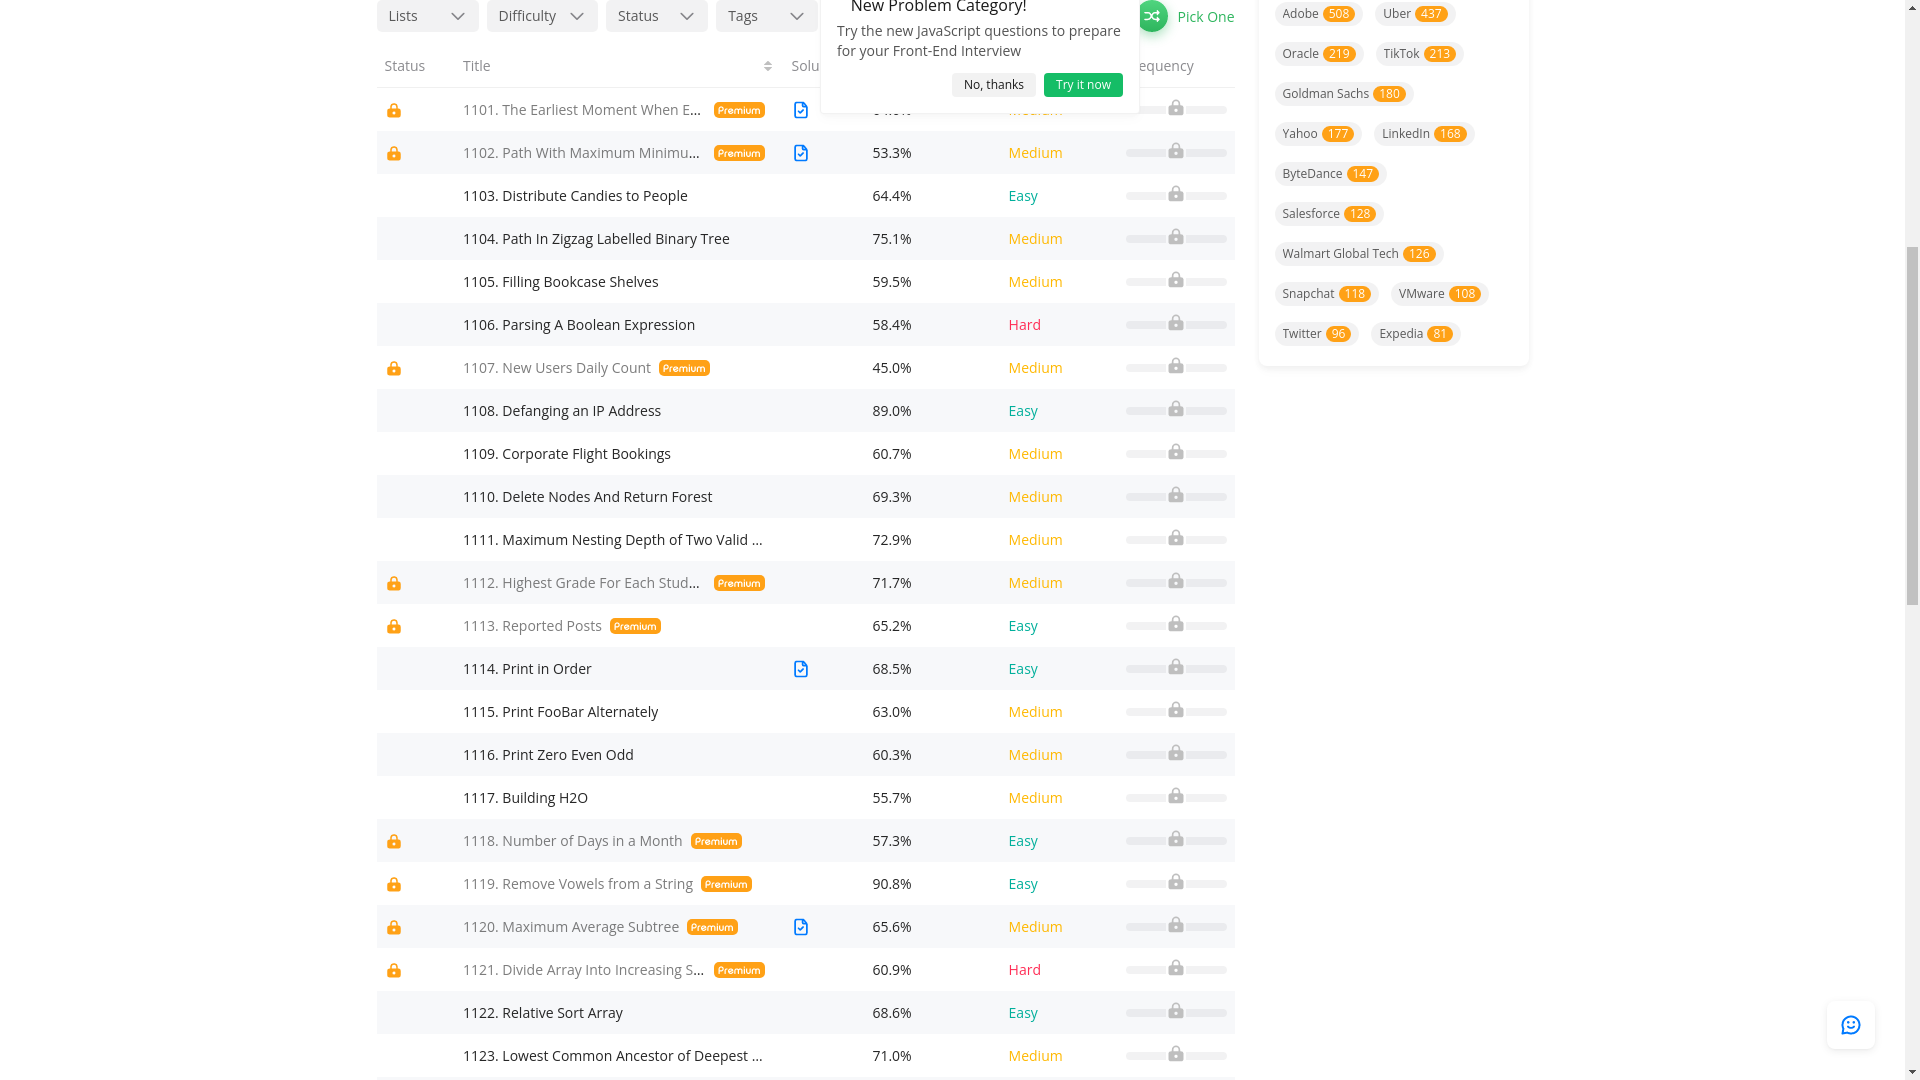 Lists
Difficulty
Status
Tags
New Problem Category!
Try the new JavaScript questions to prepare
for your Front-End Interview
No, thanks
Try it now
Pick One
Status
Title
Solu
equency
1101. The Earliest Moment When E... Premium
1102. Path With Maximum Minimu... Premium 53.3% Medium
1103. Distribute Candies to People 64.4% Easy
1104. Path In Zigzag Labelled Binary Tree 75.1% Medium
1105. Filling Bookcase Shelves 59.5% Medium
1106. Parsing A Boolean Expression 58.4% Hard
1107. New Users Daily Count Premium 45.0% Medium
1108. Defanging an IP Address 89.0% Easy
1109. Corporate Flight Bookings 60.7% Medium
1110. Delete Nodes And Return Forest 69.3% Medium
1111. Maximum Nesting Depth of Two Valid ... 72.9% Medium
1112. Highest Grade For Each Stud... Premium 71.7% Medium
1113. Reported Posts Premium 65.2% Easy
1114. Print in Order 68.5% Easy
1115. Print FooBar Alternately 63.0% Medium
1116. Print Zero Even Odd 60.3% Medium
1117. Building H2O 55.7% Medium
1118. Number of Days in a Month Premium 57.3% Easy
1119. Remove Vowels from a String Premium 90.8% Easy
1120. Maximum Average Subtree Premium 65.6% Medium
1121. Divide Array Into Increasing S... Premium 60.9% Hard
1122. Relative Sort Array 68.6% Easy
1123. Lowest Common Ancestor of Deepest ... 71.0% Medium
Adobe 508 Uber 437
Oracle 219 TikTok 213
Goldman Sachs 180
Yahoo 177 LinkedIn 168
ByteDance 147
Salesforce 128
Walmart Global Tech 126
Snapchat 118 VMware 108
Twitter 96 Expedia 81